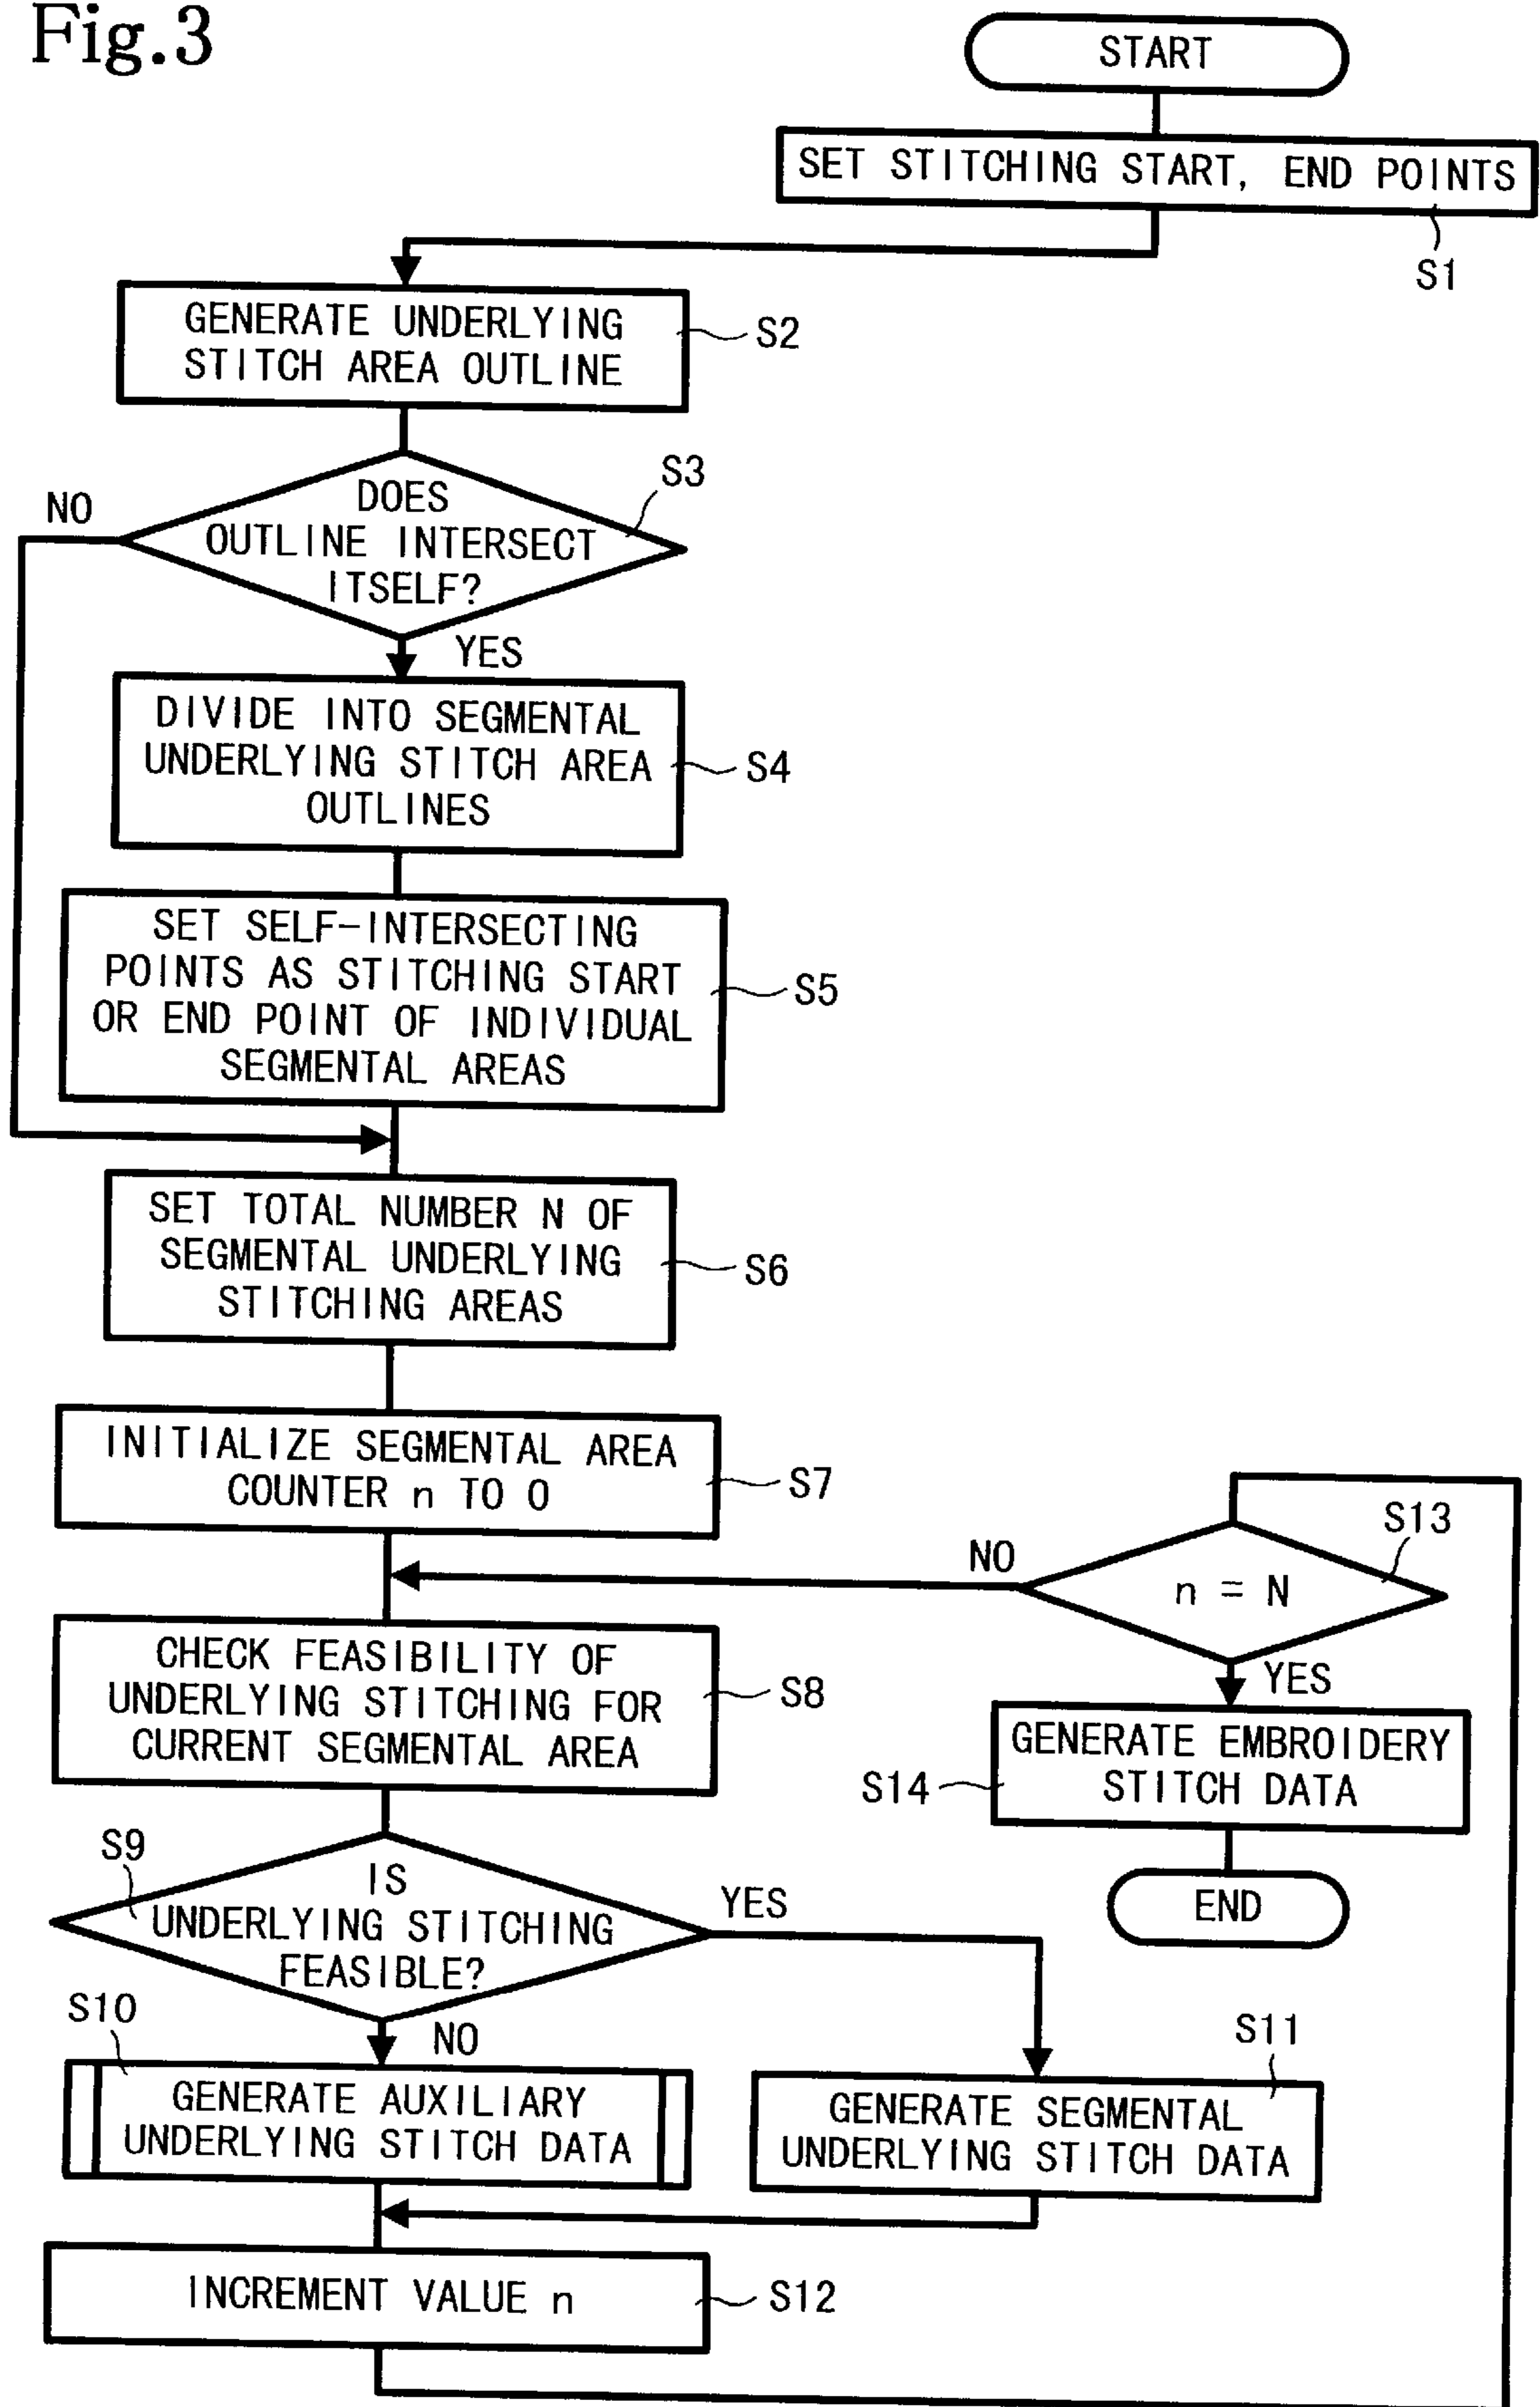 Fig.3
START
SET STITCHING START, END POINTS
S1
GENERATE UNDERLYING
STITCH AREA OUTLINE
S2
DOES
OUTLINE INTERSECT
ITSELF?
S3
NO
YES
DIVIDE INTO SEGMENTAL
UNDERLYING STITCH AREA
OUTLINES
S4
SET SELF-INTERSECTING
POINTS AS STITCHING START
OR END POINT OF INDIVIDUAL
SEGMENTAL AREAS
S5
SET TOTAL NUMBER N OF
SEGMENTAL UNDERLYING
STITCHING AREAS
S6
INITIALIZE SEGMENTAL AREA
COUNTER n TO 0
S7
CHECK FEASIBILITY OF
UNDERLYING STITCHING FOR
CURRENT SEGMENTAL AREA
S8
S9
IS
UNDERLYING STITCHING
FEASIBLE?
YES
NO
S10
GENERATE AUXILIARY
UNDERLYING STITCH DATA
S11
GENERATE SEGMENTAL
UNDERLYING STITCH DATA
INCREMENT VALUE n
S12
S13
n = N
NO
YES
GENERATE EMBROIDERY
STITCH DATA
S14
END